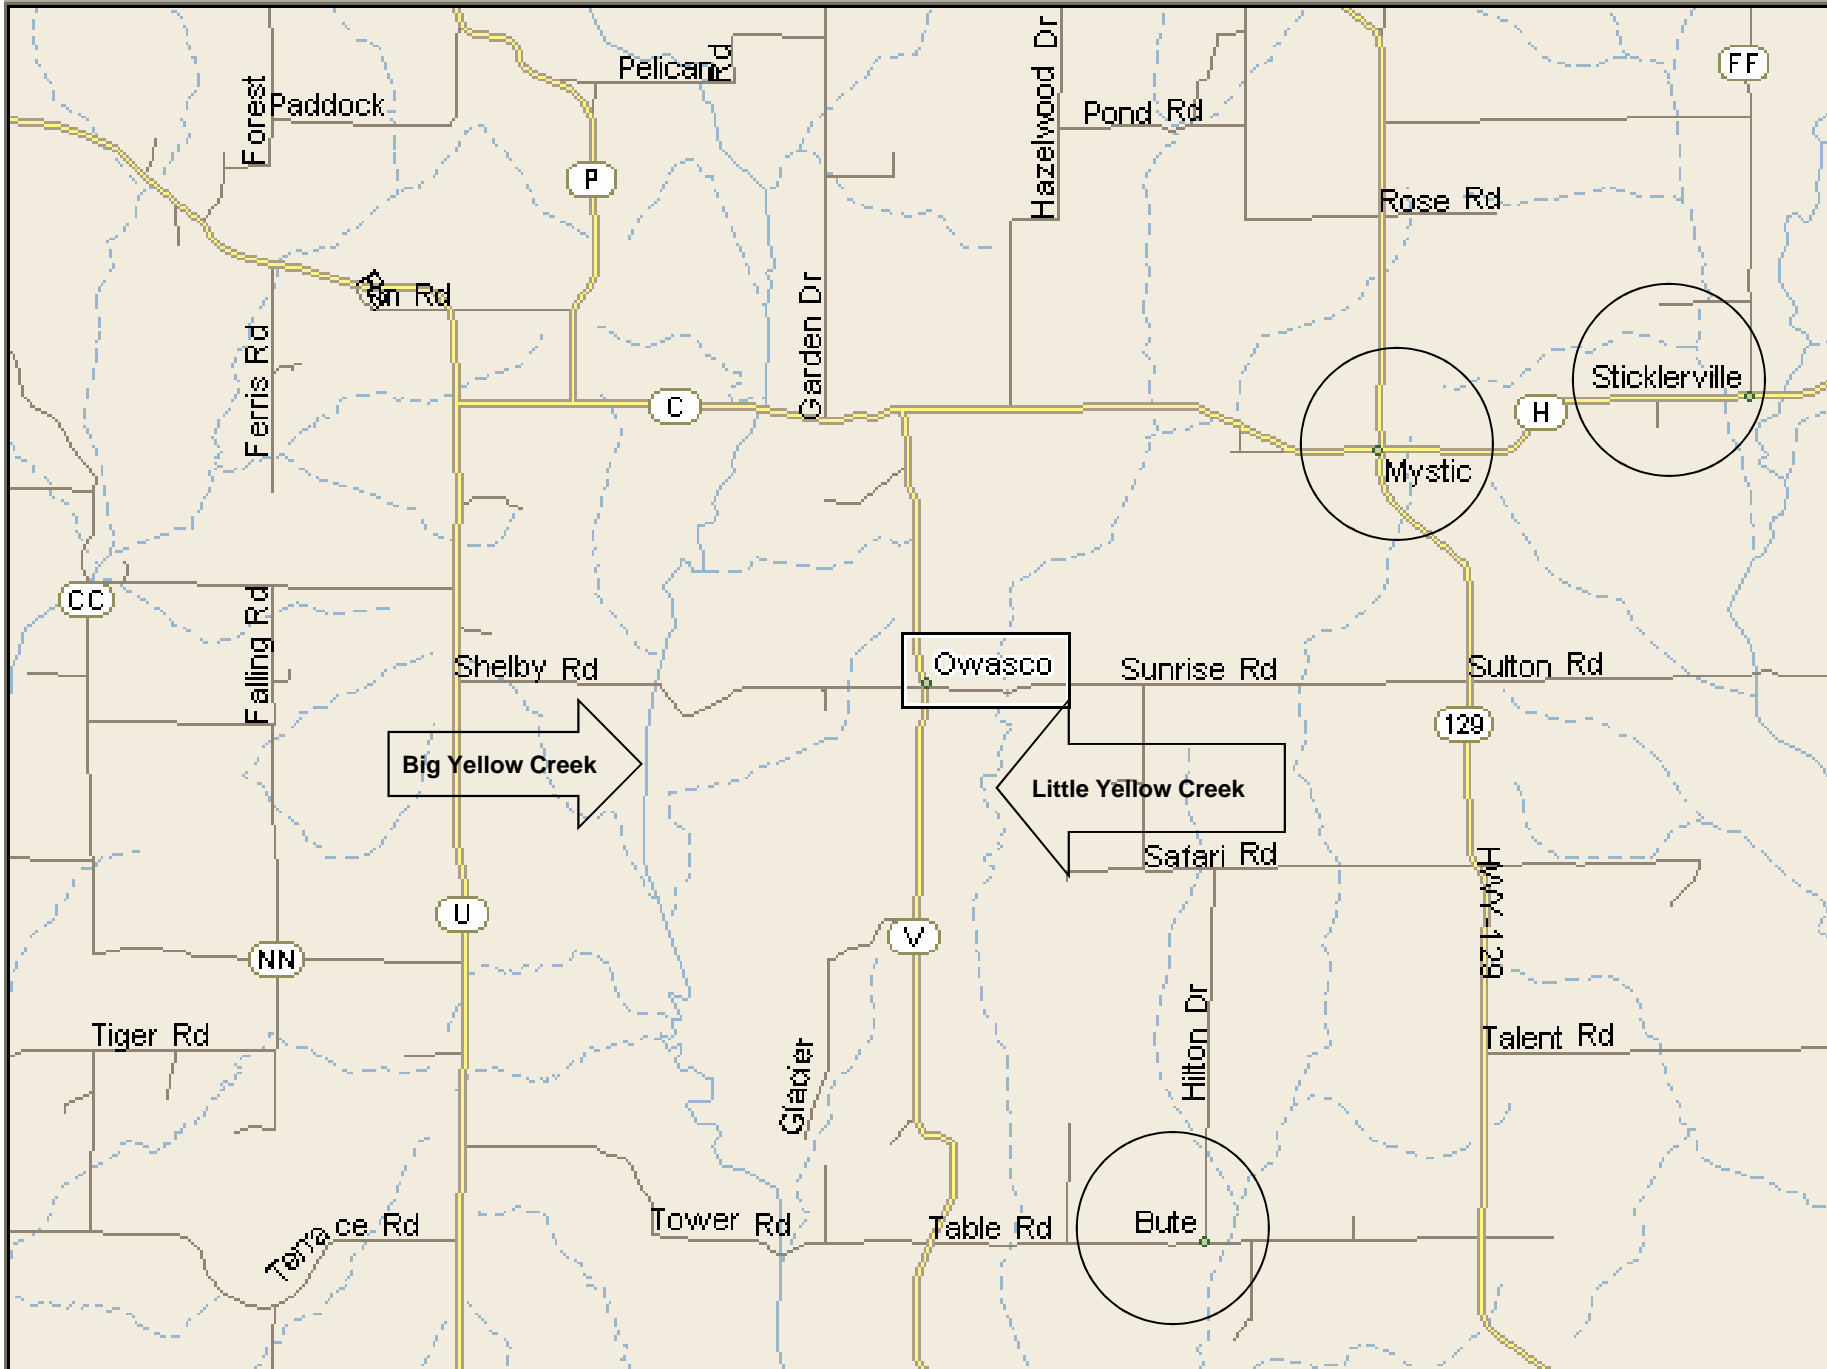 FF
Pelican Rd
Hazelwood Dr
Forest
Paddock
Pond Rd
P
Rose Rd
Rd
Garden Dr
Ferris Rd
Sticklerville
C
H
Mystic
CC
Falling Rd
Shelby Rd
Owasco
Sunrise Rd
Sutton Rd
129
Big Yellow Creek
Little Yellow Creek
Safari Rd
HWY-129
U
V
NN
Hilton Dr
Tiger Rd
Talent Rd
Glacier
Terrace Rd
Tower Rd
Table Rd
Bute